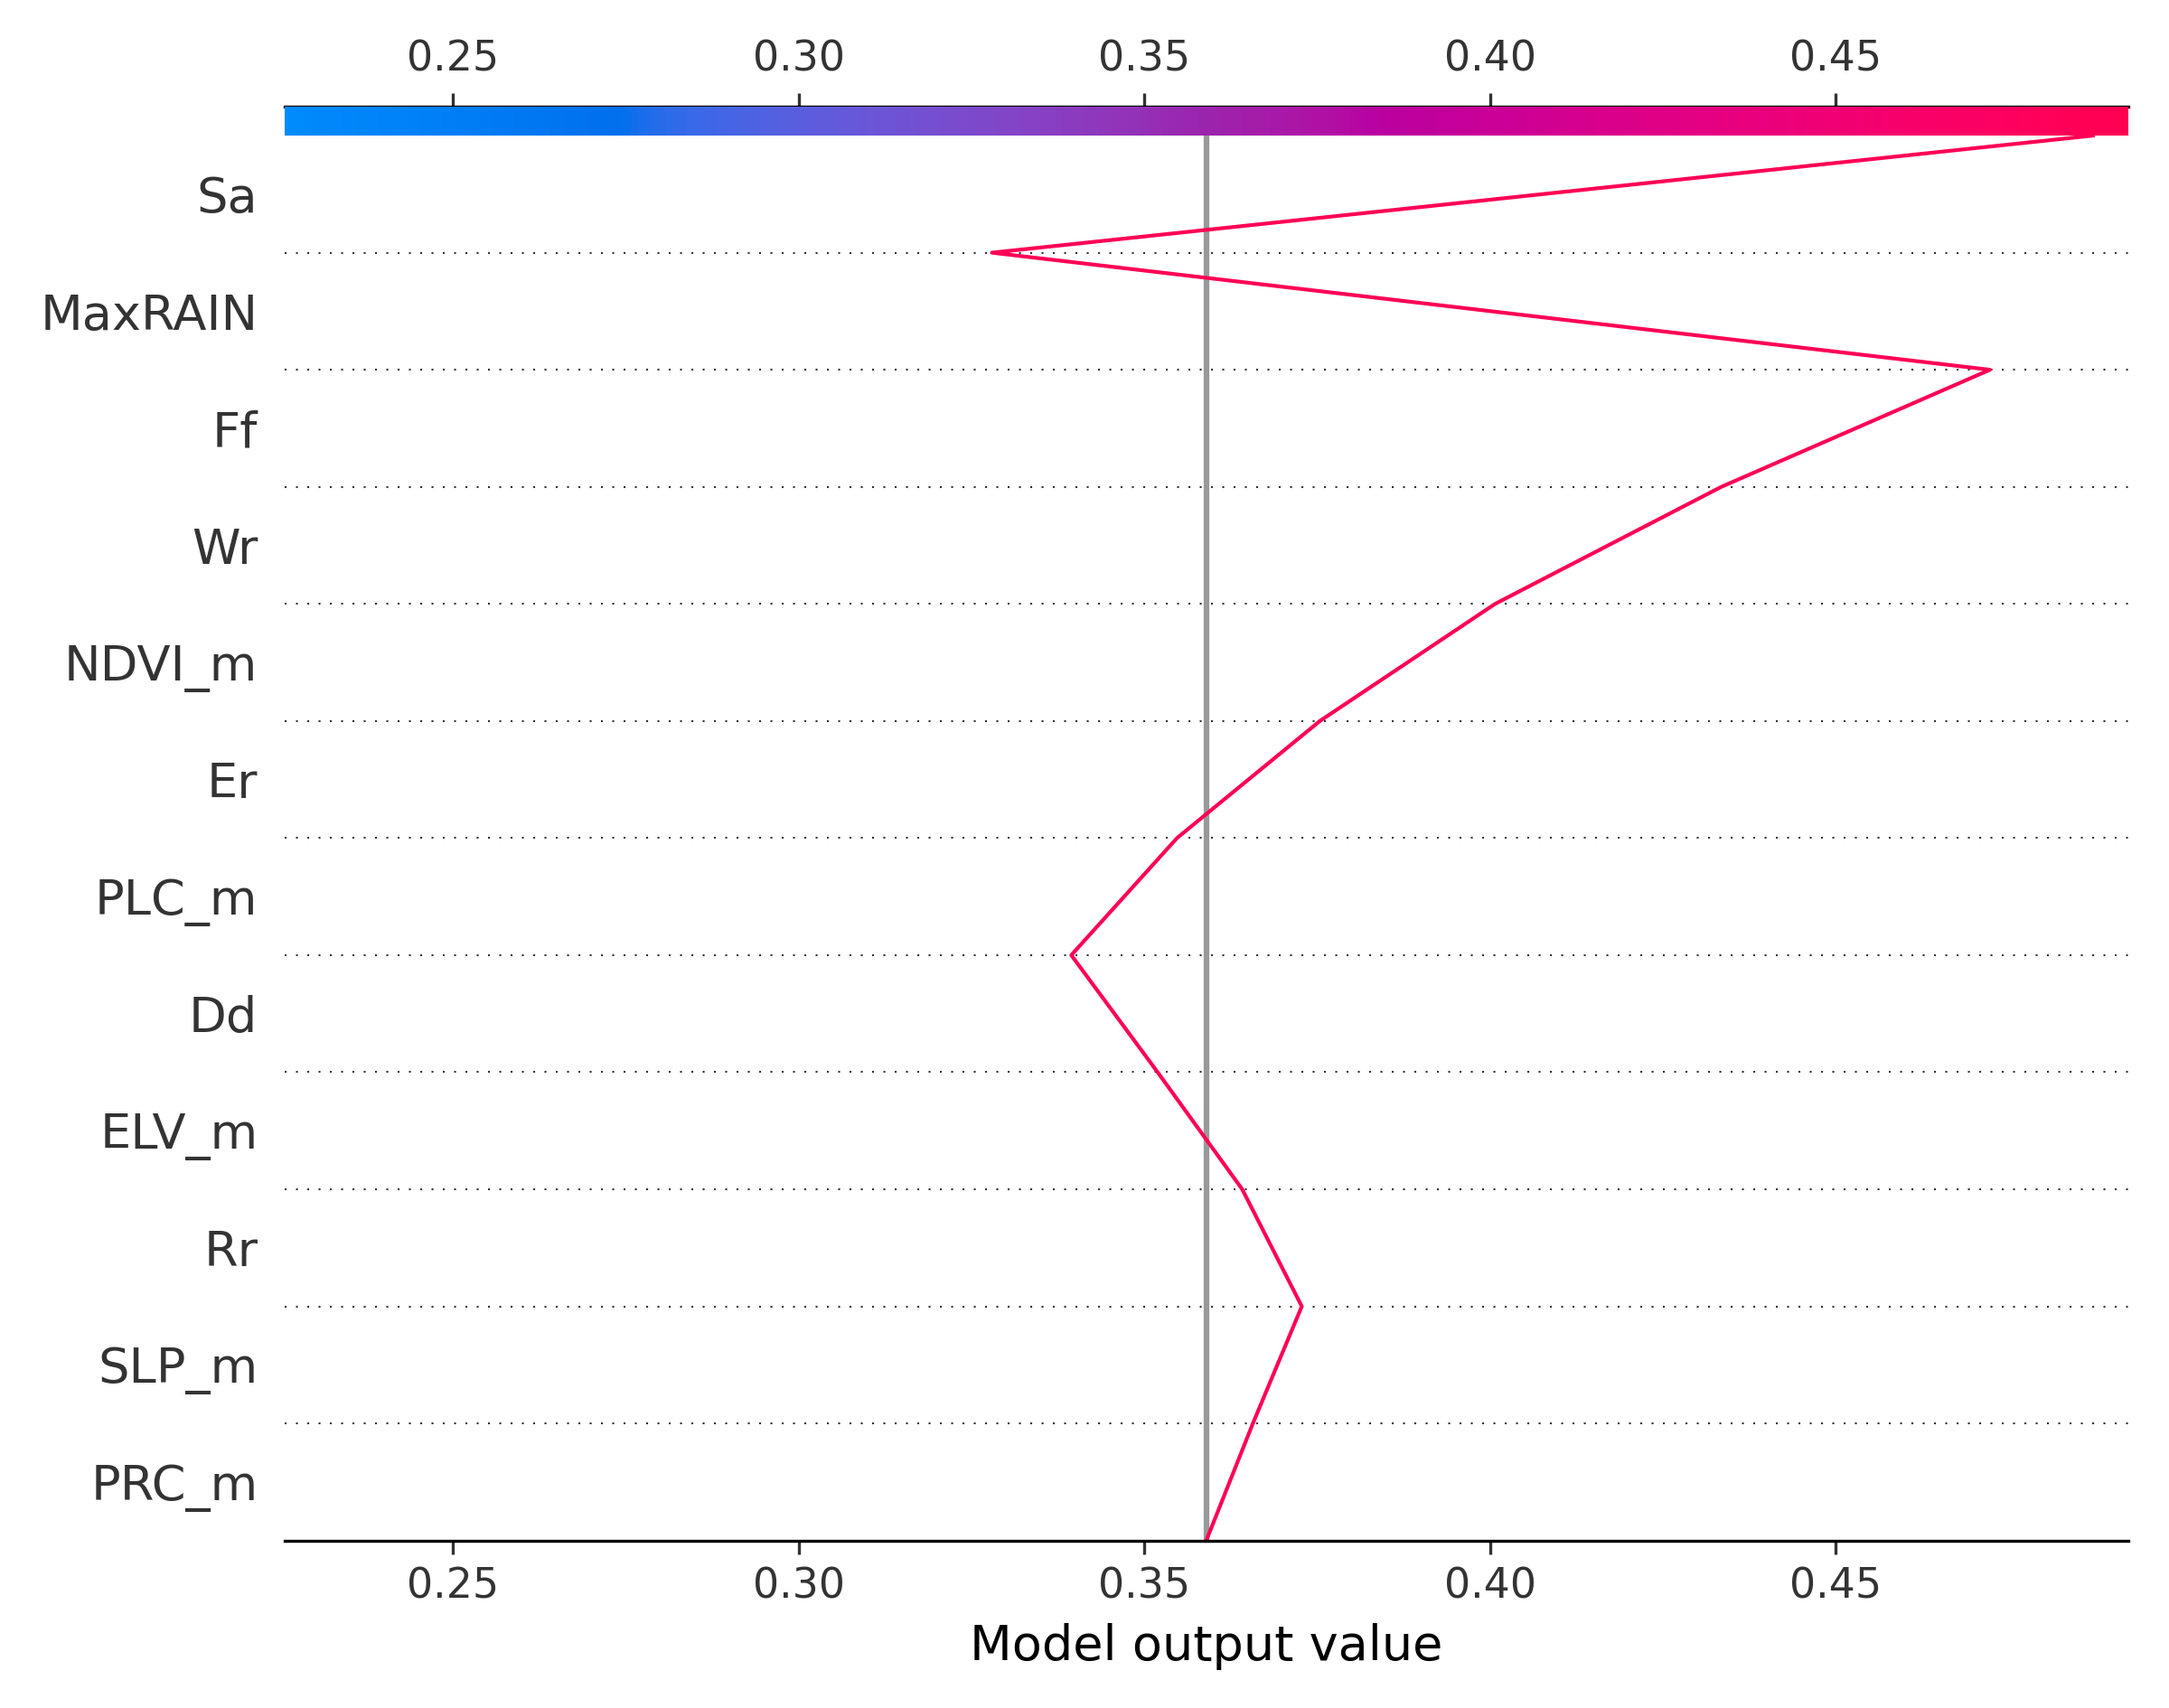 0.25 0.30 0.35 0.40 0.45
Sa
MaxRAIN
Ff
Wr
NDVI_m
Er
PLC_m
Dd
ELV_m
Rr
SLP_m
PRC_m
0.25 0.30 0.35 0.40 0.45
Model output value